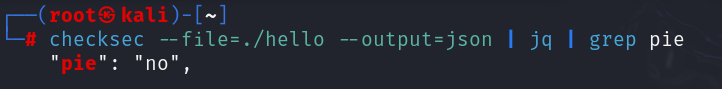 ┌──(root㉿kali)-[~]
└─# checksec --file=./hello --output=json | jq | grep pie
"pie": "no",